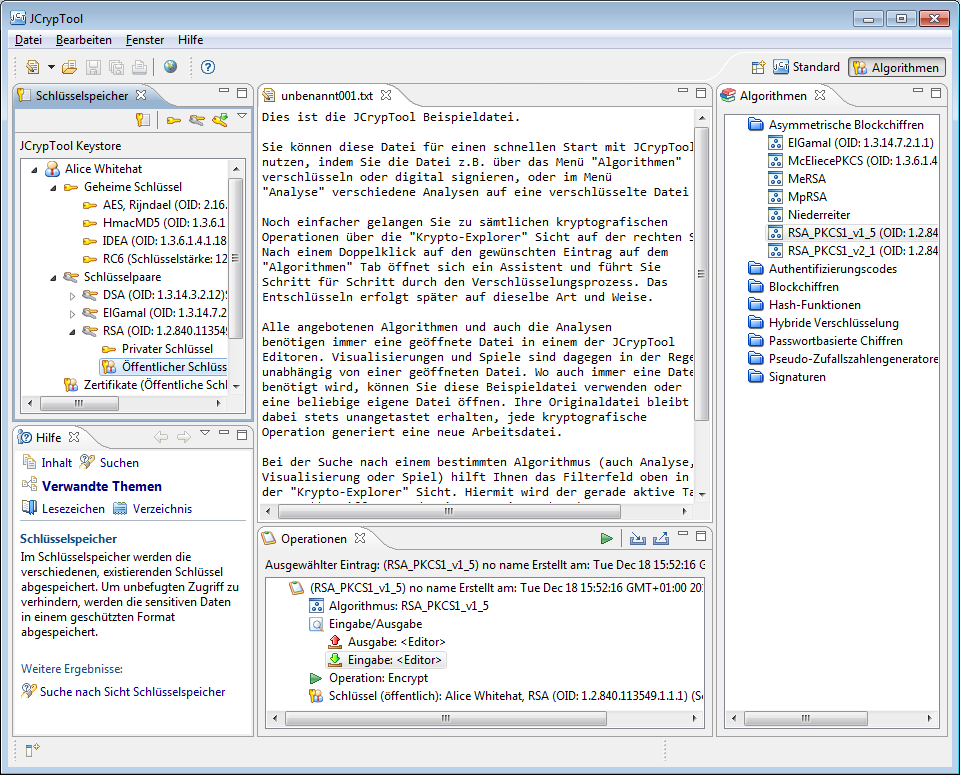 JCrypTool
Datei Bearbeiten Fenster Hilfe
Standard Algorithmen
Schlüsselspeicher
JCrypTool Keystore
Alice Whitehat
Geheime Schlüssel
AES, Rijndael (OID: 2.16.
HmacMD5 (OID: 1.3.6.1
IDEA (OID: 1.3.6.1.4.1.18
RC6 (Schlüsselstärke: 12
Schlüsselpaare
DSA (OID: 1.3.14.3.2.12)
ElGamal (OID: 1.3.14.7.2
RSA (OID: 1.2.840.113549
Privater Schlüssel
Öffentlicher Schlüss
Zertifikate (Öffentliche Schl
Hilfe
Inhalt Suchen
Verwandte Themen
Lesezeichen Verzeichnis
Schlüsselspeicher
Im Schlüsselspeicher werden die
verschiedenen, existierenden Schlüssel
abgespeichert. Um unbefugten Zugriff zu
verhindern, werden die sensitiven Daten
in einem geschützten Format
abgespeichert.
Weitere Ergebnisse:
Suche nach Sicht Schlüsselspeicher
unbenannt001.txt
Dies ist die JCrypTool Beispieldatei.
Sie können diese Datei für einen schnellen Start mit JCrypTool
nutzen, indem Sie die Datei z.B. über das Menü "Algorithmen"
verschlüsseln oder digital signieren, oder im Menü
"Analyse" verschiedene Analysen auf eine verschlüsselte Datei
Noch einfacher gelangen Sie zu sämtlichen kryptografischen
Operationen über die "Krypto-Explorer" Sicht auf der rechten S
Nach einem Doppelklick auf den gewünschten Eintrag auf dem
"Algorithmen" Tab öffnet sich ein Assistent und führt Sie
Schritt für Schritt durch den Verschlüsselungsprozess. Das
Entschlüsseln erfolgt später auf dieselbe Art und Weise.
Alle angebotenen Algorithmen und auch die Analysen
benötigen immer eine geöffnete Datei in einem der JCrypTool
Editoren. Visualisierungen und Spiele sind dagegen in der Rege
unabhängig von einer geöffneten Datei. Wo auch immer eine Date
benötigt wird, können Sie diese Beispieldatei verwenden oder
eine beliebige eigene Datei öffnen. Ihre Originaldatei bleibt
dabei stets unangetastet erhalten, jede kryptografische
Operation generiert eine neue Arbeitsdatei.
Bei der Suche nach einem bestimmten Algorithmus (auch Analyse,
Visualisierung oder Spiel) hilft Ihnen das Filterfeld oben in
der "Krypto-Explorer" Sicht. Hiermit wird der gerade aktive Ta
Operationen
Ausgewählter Eintrag: (RSA_PKCS1_v1_5) no name Erstellt am: Tue Dec 18 15:52:16 G
(RSA_PKCS1_v1_5) no name Erstellt am: Tue Dec 18 15:52:16 GMT+01:00 20
Algorithmus: RSA_PKCS1_v1_5
Eingabe/Ausgabe
Ausgabe: <Editor>
Eingabe: <Editor>
Operation: Encrypt
Schlüssel (öffentlich): Alice Whitehat, RSA (OID: 1.2.840.113549.1.1.1) (Se
Algorithmen
Asymmetrische Blockchiffren
ElGamal (OID: 1.3.14.7.2.1.1)
McEliecePKCS (OID: 1.3.6.1.4
MeRSA
MpRSA
Niederreiter
RSA_PKCS1_v1_5 (OID: 1.2.84
RSA_PKCS1_v2_1 (OID: 1.2.84
Authentifizierungscodes
Blockchiffren
Hash-Funktionen
Hybride Verschlüsselung
Passwortbasierte Chiffren
Pseudo-Zufallszahlengeneratore
Signaturen